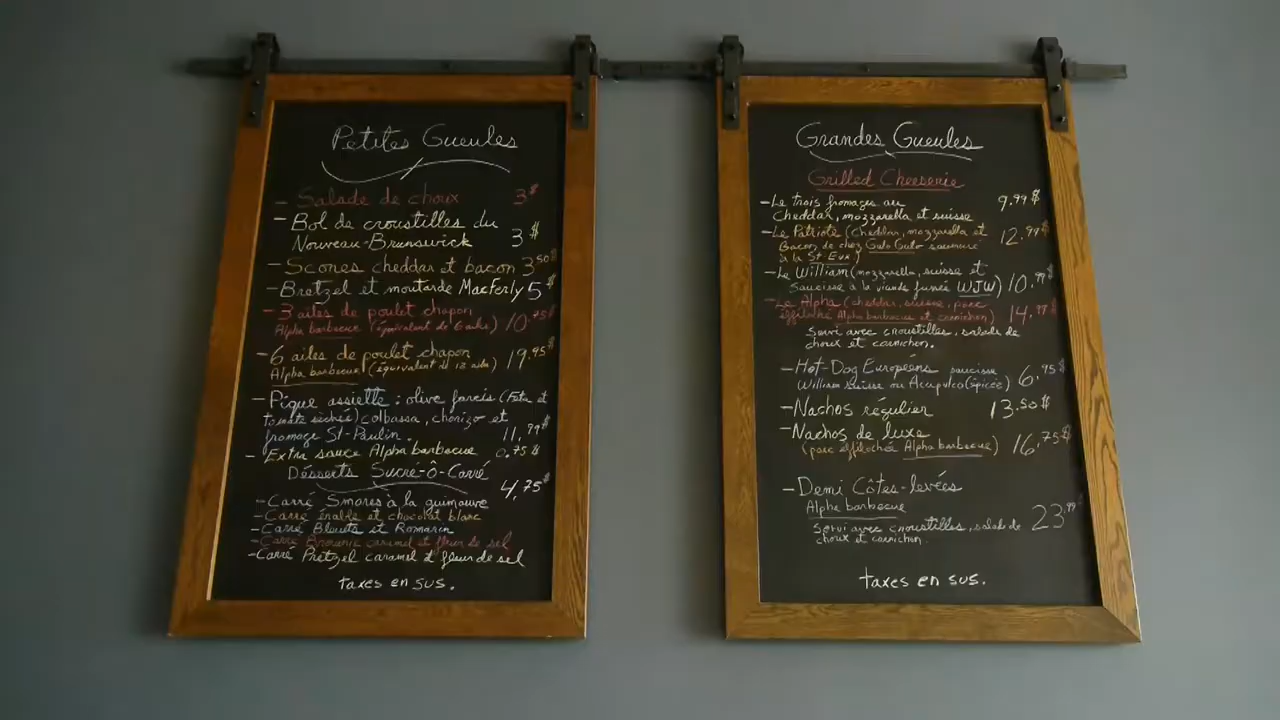 Petites Gueules
- Salade de choux 3$
- Bol de croustilles du
Nouveau-Brunswick 3$
- Scones cheddar et bacon 3.50$
- Bretzel et moutarde MacFerly 5$
- 3 ailes de poulet chapon
Alpha barbecue (équivalent de 6 ailes) 10.75$
- 6 ailes de poulet chapon
Alpha barbecue (équivalent de 12 ailes) 19.95$
- Pique assiette : olive farcis (Feta et
tomate séchée) colbassa, chorizo et
fromage St-Paulin. 11,99$
- Extra sauce Alpha barbecue 0.75$
Désserts Sucré-Ô-Carré
4,75$
- Carré Smores à la guimauve
- Carré érable et chocolat blanc
- Carré Bleuets et Romarin
- Carré Brownie caramel et fleur de sel
- Carré Pretzel caramel et fleur de sel
taxes en sus.
Grandes Gueules
Grilled Cheeserie
- Le trois fromages au 9.99$
cheddar, mozzarella et suisse
- Le Patriote (cheddar, mozzarella et 12.99$
Bacon de chez Gulo Gulo saumuré
à la St Eux)
- Le William (mozzarella, suisse et
Saucisse à la viande fumée WJW) 10.99$
- Le Alpha (cheddar, suisse, porc
effiloché Alpha barbecue et cornichon) 14.99$
Servi avec croustilles, salade de
choux et cornichon.
- Hot-Dog Européens saucisse 6.95$
William suisse ou Acapulco (épicée)
- Nachos régulier 13.50$
- Nachos de luxe
(porc effilochée Alpha barbecue) 16,75$
- Demi Côtes-levées
Alpha barbecue
Servi avec croustilles, salade de 23.99$
choux et cornichon.
taxes en sus.